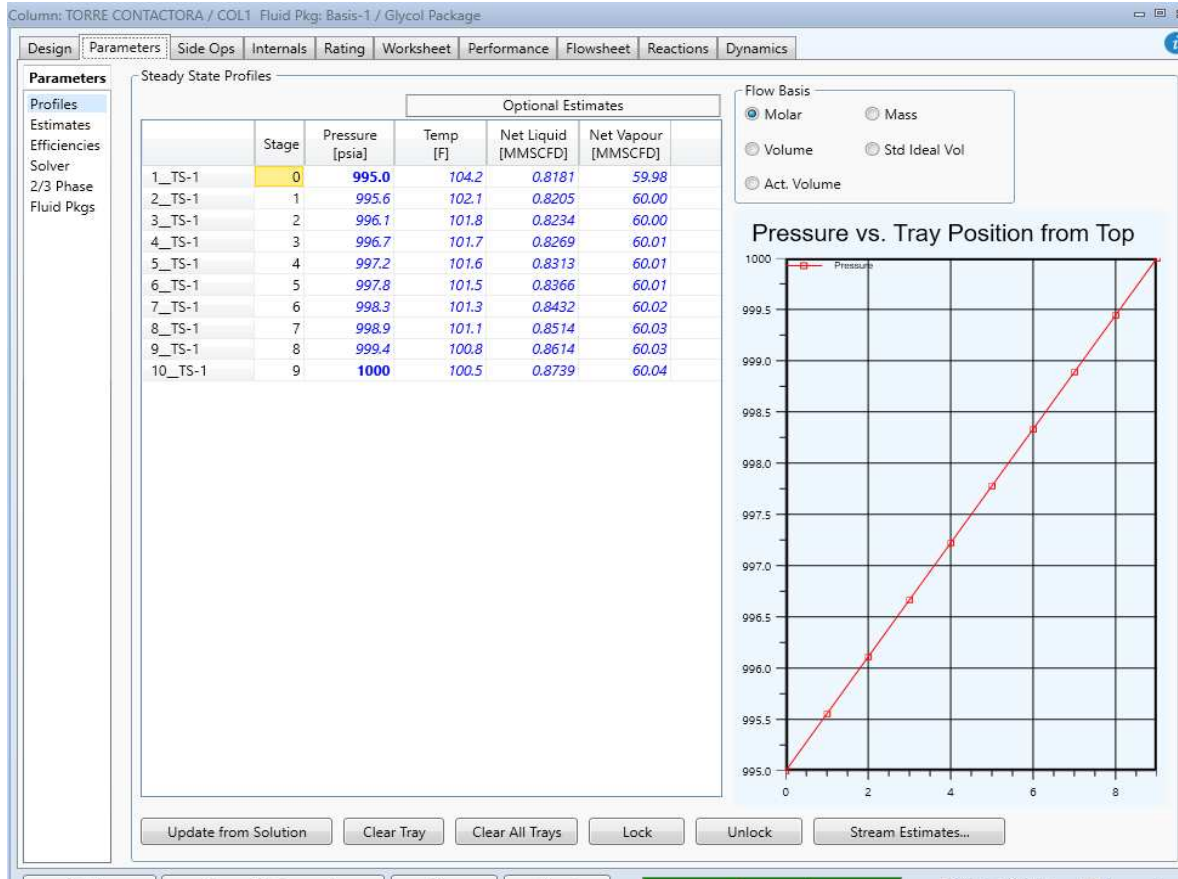 Column: TORRE CONTACTORA / COL1 Fluid Pkg: Basis-1 / Glycol Package
Design Parameters Side Ops Internals Rating Worksheet Performance Flowsheet Reactions Dynamics
Parameters
Profiles
Estimates
Efficiencies
Solver
2/3 Phase
Fluid Pkgs
Steady State Profiles
Optional Estimates
Stage Pressure [psia] Temp [F] Net Liquid [MMSCFD] Net Vapour [MMSCFD]
1__TS-1 0 995.0 104.2 0.8181 59.98
2__TS-1 1 995.6 102.1 0.8205 60.00
3__TS-1 2 996.1 101.8 0.8234 60.00
4__TS-1 3 996.7 101.7 0.8269 60.01
5__TS-1 4 997.2 101.6 0.8313 60.01
6__TS-1 5 997.8 101.5 0.8366 60.01
7__TS-1 6 998.3 101.3 0.8432 60.02
8__TS-1 7 998.9 101.1 0.8514 60.03
9__TS-1 8 999.4 100.8 0.8614 60.03
10__TS-1 9 1000 100.5 0.8739 60.04
Flow Basis
Molar Mass
Volume Std Ideal Vol
Act. Volume
Pressure vs. Tray Position from Top
Pressure
1000
999.5
999.0
998.5
998.0
997.5
997.0
996.5
996.0
995.5
995.0
0 2 4 6 8
Update from Solution Clear Tray Clear All Trays Lock Unlock Stream Estimates...